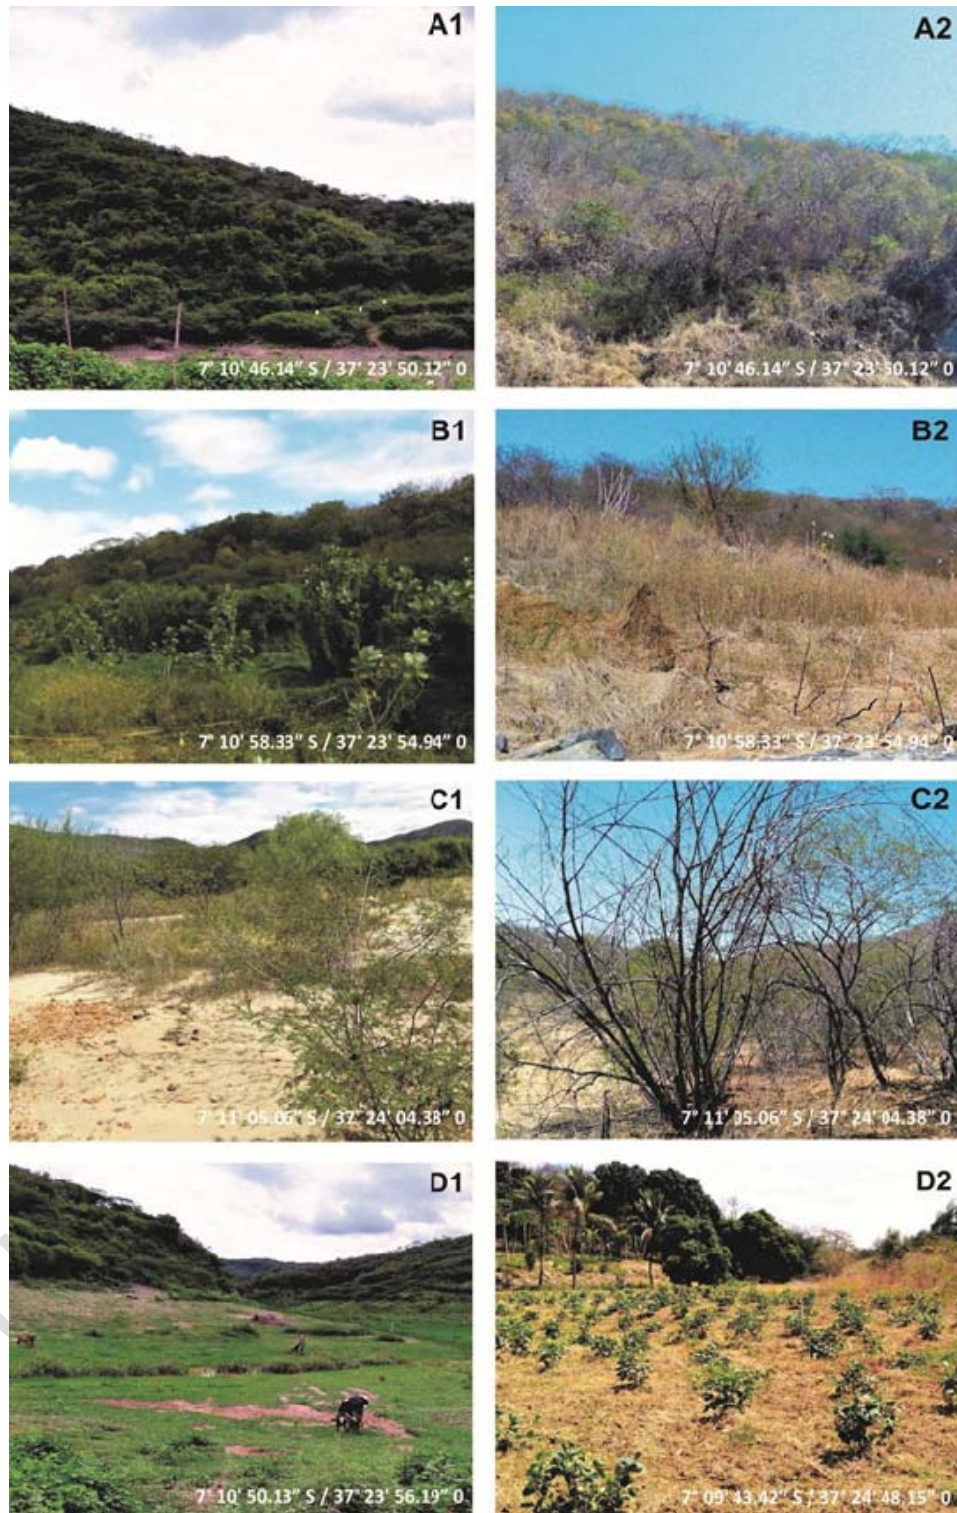 A1
7° 10' 46.14" S / 37° 23' 50.12" O
A2
7° 10' 46.14" S / 37° 23' 50.12" O
B1
7° 10' 58.33" S / 37° 23' 54.94" O
B2
7° 10' 58.33" S / 37° 23' 54.94" O
C1
7° 11' 05.06" S / 37° 24' 04.38" O
C2
7° 11' 05.06" S / 37° 24' 04.38" O
D1
7° 10' 50.13" S / 37° 23' 56.19" O
D2
7° 09' 43.42" S / 37° 24' 48.15" O